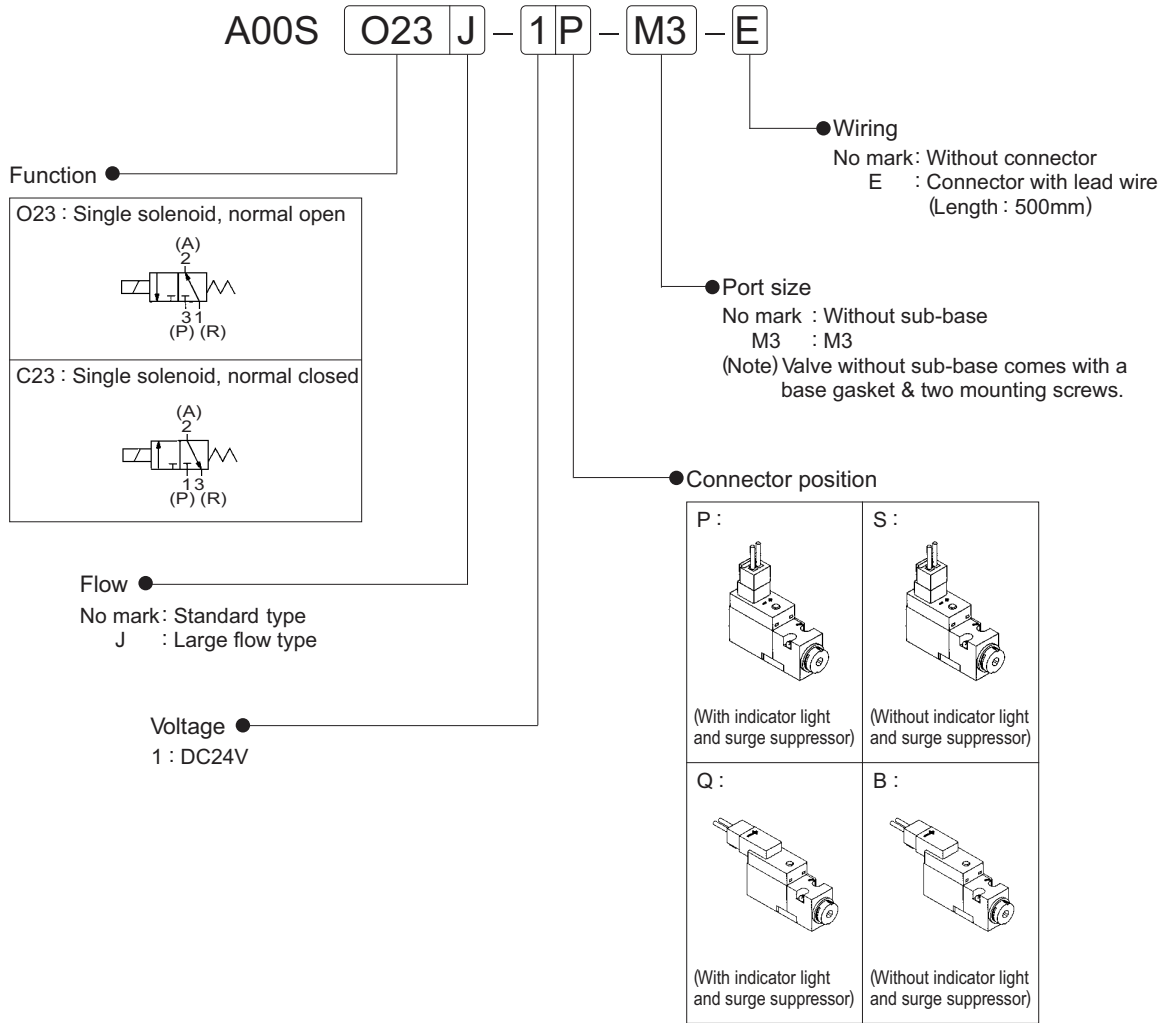 A00S O23 J – 1 P – M3 – E
Wiring
No mark : Without connector
E : Connector with lead wire
(Length : 500mm)
Function
O23 : Single solenoid, normal open
(A)
2
31
(P) (R)
C23 : Single solenoid, normal closed
(A)
2
13
(P) (R)
Port size
No mark : Without sub-base
M3 : M3
(Note) Valve without sub-base comes with a
base gasket & two mounting screws.
Connector position
P :
(With indicator light
and surge suppressor)
S :
(Without indicator light
and surge suppressor)
Q :
(With indicator light
and surge suppressor)
B :
(Without indicator light
and surge suppressor)
Flow
No mark : Standard type
J : Large flow type
Voltage
1 : DC24V